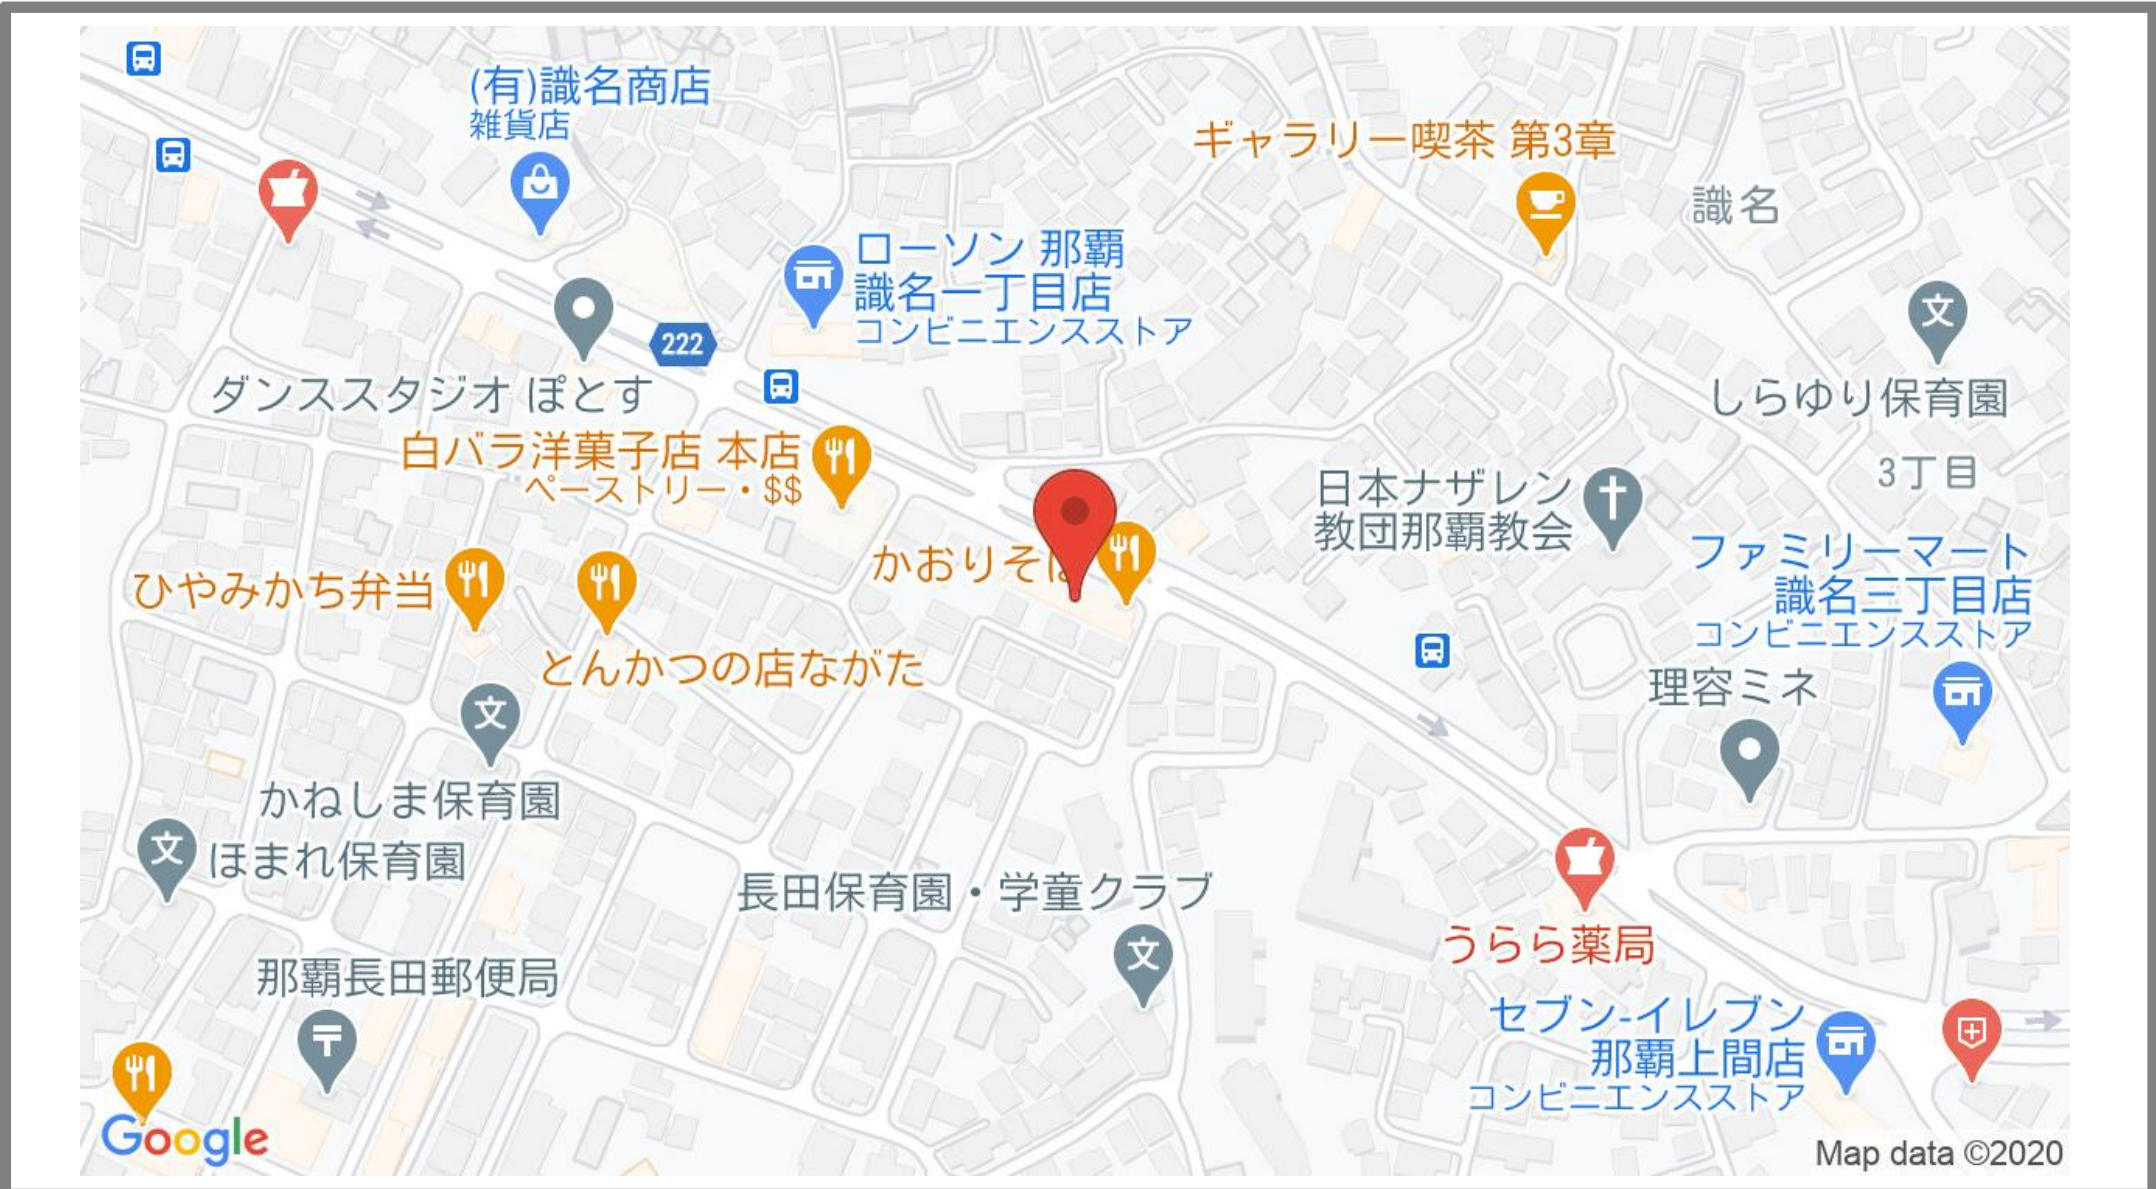 (有)識名商店
雑貨店
ギャラリー喫茶 第3章
識名
ローソン 那覇
識名一丁目店
コンビニエンスストア
222
しらゆり保育園
ダンススタジオ ぽとす
白バラ洋菓子店 本店
ペーストリー・$$
3丁目
日本ナザレン
教団那覇教会
かおりそば
ファミリーマート
識名三丁目店
コンビニエンスストア
ひやみかち弁当
とんかつの店ながた
理容ミネ
文
文
かねしま保育園
文
ほまれ保育園
長田保育園・学童クラブ
文
うらら薬局
那覇長田郵便局
〒
セブン-イレブン
那覇上間店
コンビニエンスストア
Google
Map data ©2020